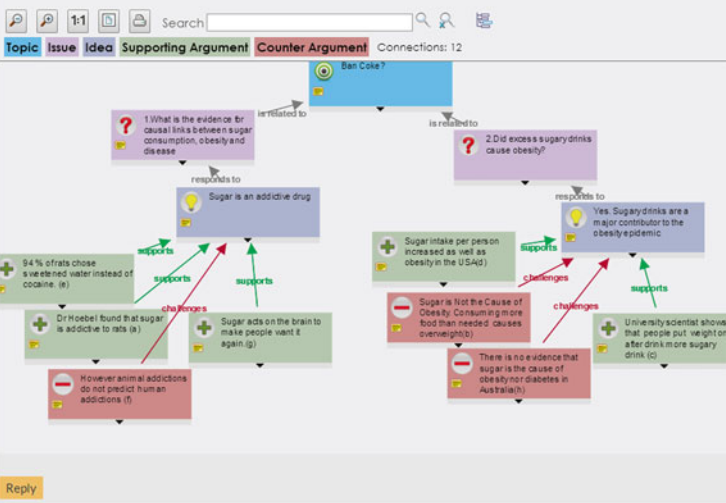 1:1
Search
Topic Issue Idea Supporting Argument Counter Argument Connections: 12
Ban Coke?
is related to
is related to
1.What is the evidence for
causal links between sugar
consumption, obesity and
disease
2.Did excess sugary drinks
cause obesity?
responds to
responds to
Sugar is an addictive drug
Yes. Sugary drinks are a
major contributor to the
obesity epidemic
supports
supports
challenges
supports
supports
challenges
challenges
supports
94 % of rats chose
sweetened water instead of
cocaine. (e)
Sugar intake per person
increased as well as
obesity in the USA(d)
Dr Hoebel found that sugar
is addictive to rats (a)
Sugar acts on the brain to
make people want it
again.(g)
Sugar is Not the Cause of
Obesity. Consuming more
food than needed causes
overweight(b)
University scientist shows
that people put weight on
after drink more sugary
drink (c)
However animal addictions
do not predict human
addictions (f)
There is no evidence that
sugar is the cause of
obesity nor diabetes in
Australia(h)
Reply